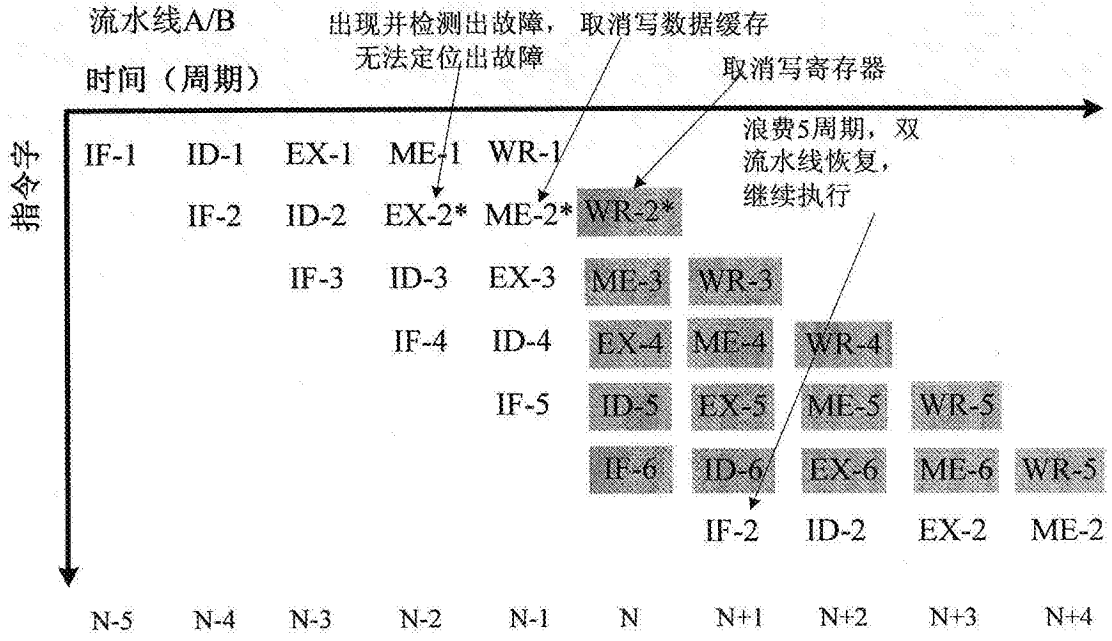 流水线A/B
出现并检测出故障，
无法定位出故障
取消写数据缓存
时间（周期）
取消写寄存器
浪费5周期，双
流水线恢复，
继续执行
指令字
IF-1 ID-1 EX-1 ME-1 WR-1
IF-2 ID-2 EX-2* ME-2* WR-2*
IF-3 ID-3 EX-3 ME-3 WR-3
IF-4 ID-4 EX-4 ME-4 WR-4
IF-5 ID-5 EX-5 ME-5 WR-5
IF-6 ID-6 EX-6 ME-6 WR-5
IF-2 ID-2 EX-2 ME-2
N-5 N-4 N-3 N-2 N-1 N N+1 N+2 N+3 N+4